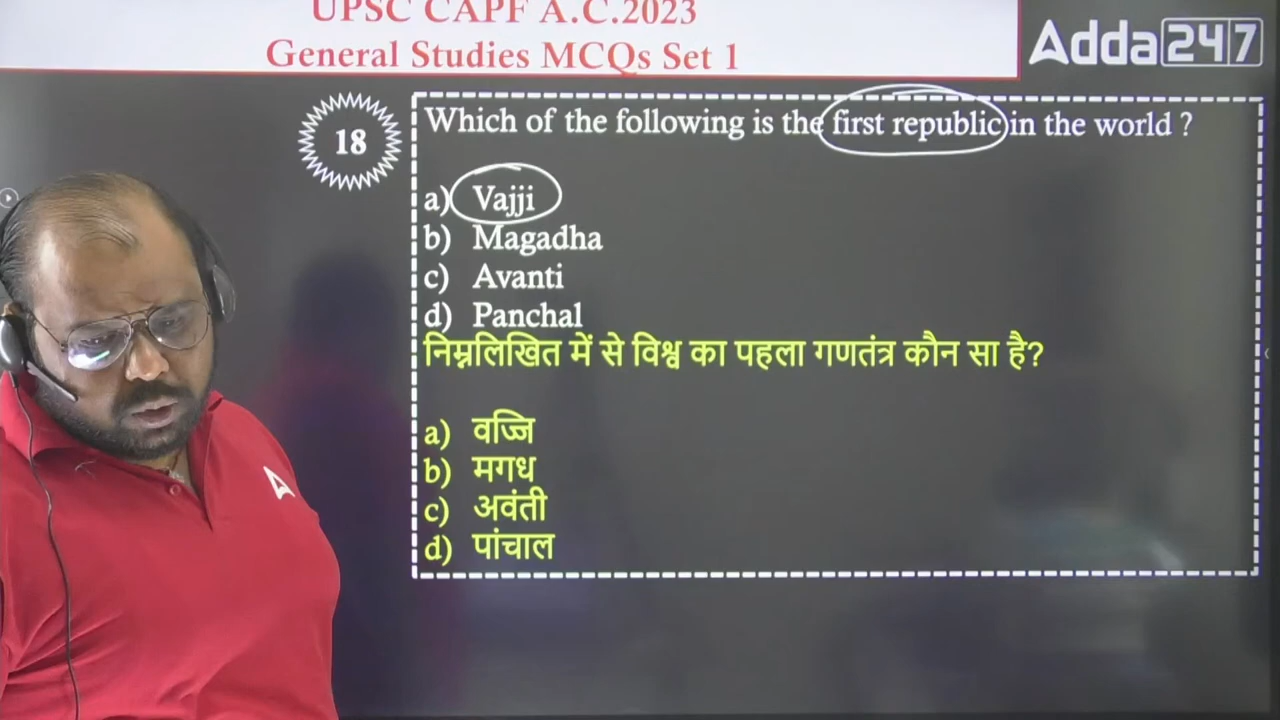 UPSC CAPF A.C.2023
General Studies MCQs Set 1
Adda247
18
Which of the following is the first republic in the world ?
a) Vajji
b) Magadha
c) Avanti
d) Panchal
निम्नलिखित में से विश्व का पहला गणतंत्र कौन सा है?
a) वज्जि
b) मगध
c) अवंती
d) पांचाल